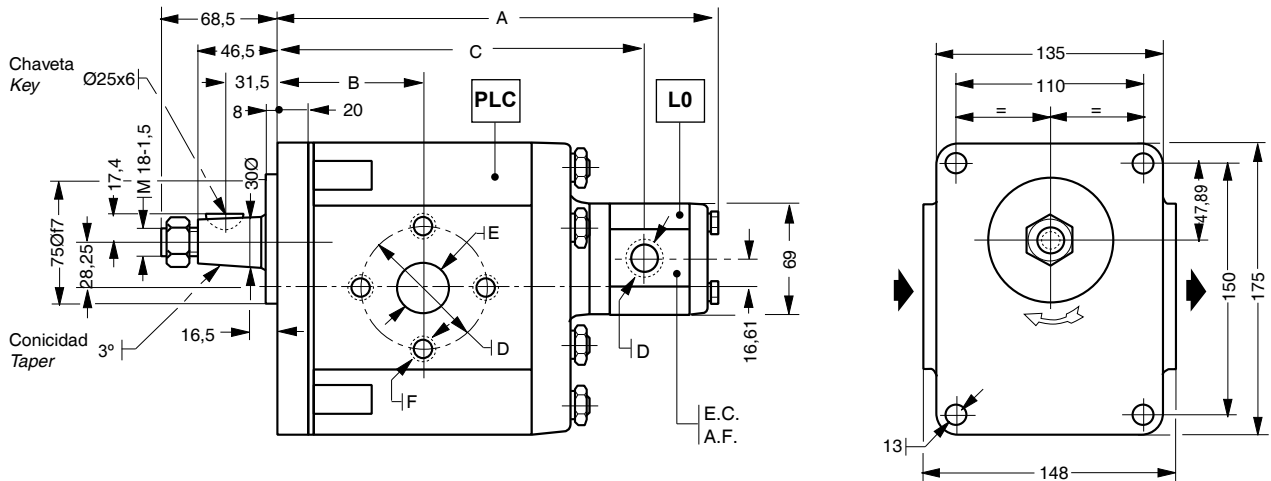 68,5
A
46,5
C
Chaveta
Key
Ø25x6
31,5
B
PLC
L0
8
20
17,4
M 18-1,5
30Ø
75Øf7
28,25
E
69
16,61
Conicidad
Taper
3º
16,5
D
D
F
E.C.
A.F.
135
110
=
=
47,89
150
175
13
148